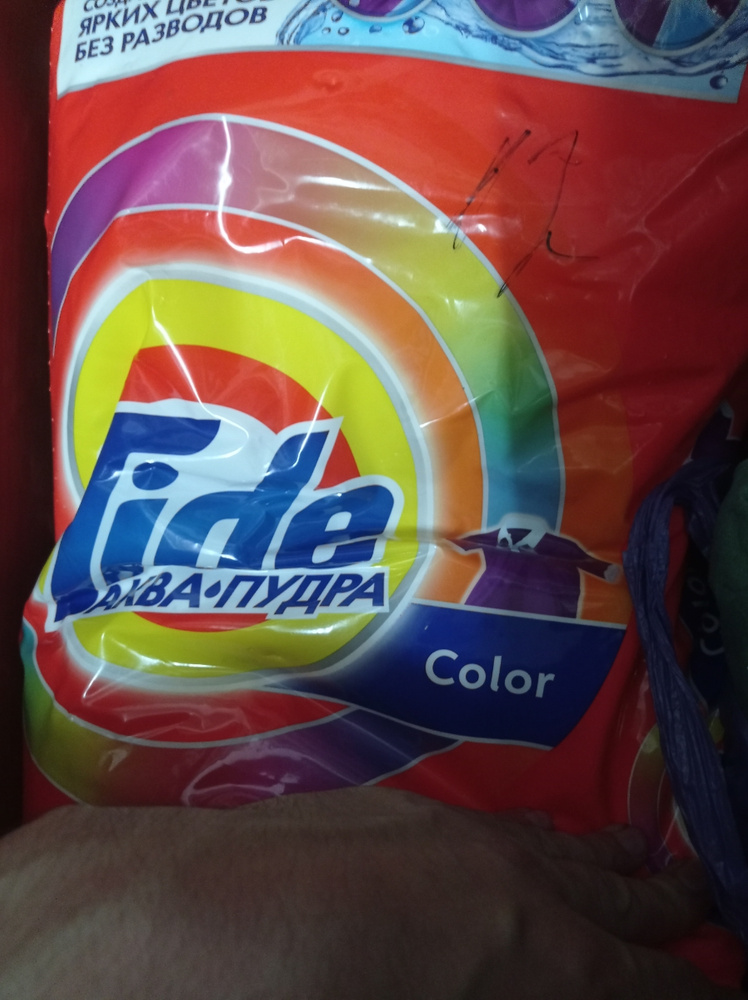 ЯРКИХ ЦВЕТОВ
БЕЗ РАЗВОДОВ
Tide
АКВА•ПУДРА
Color